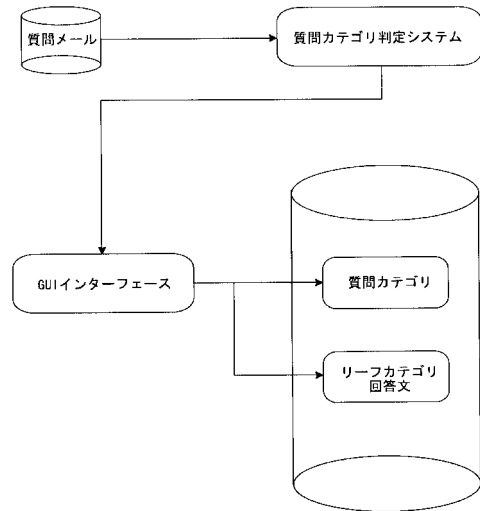 質問メール
質問カテゴリ判定システム
GUIインターフェース
質問カテゴリ
リーフカテゴリ
回答文